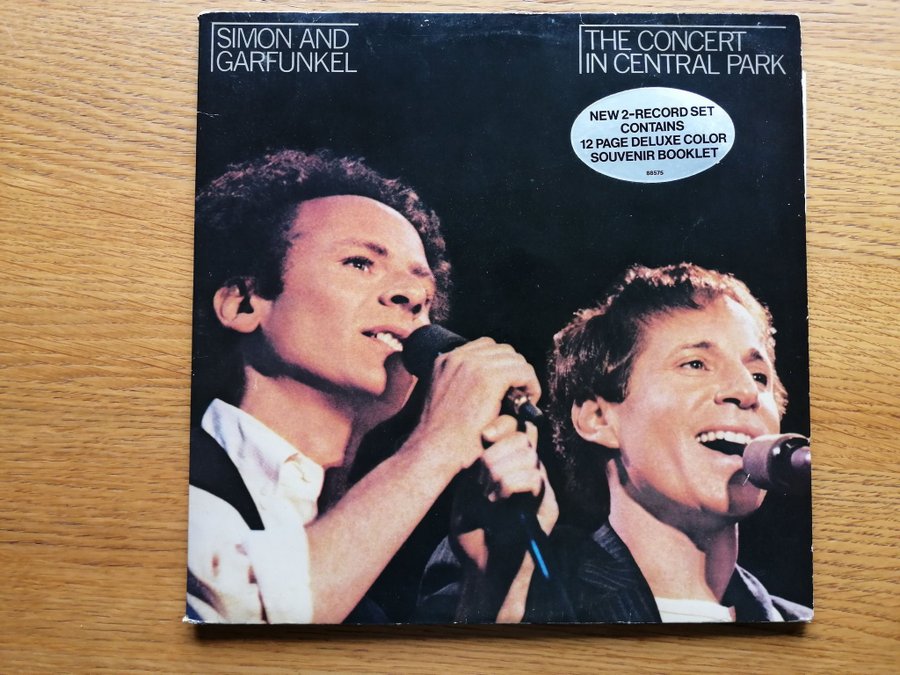 SIMON AND
GARFUNKEL
THE CONCERT
IN CENTRAL PARK
NEW 2-RECORD SET
CONTAINS
12 PAGE DELUXE COLOR
SOUVENIR BOOKLET
88575